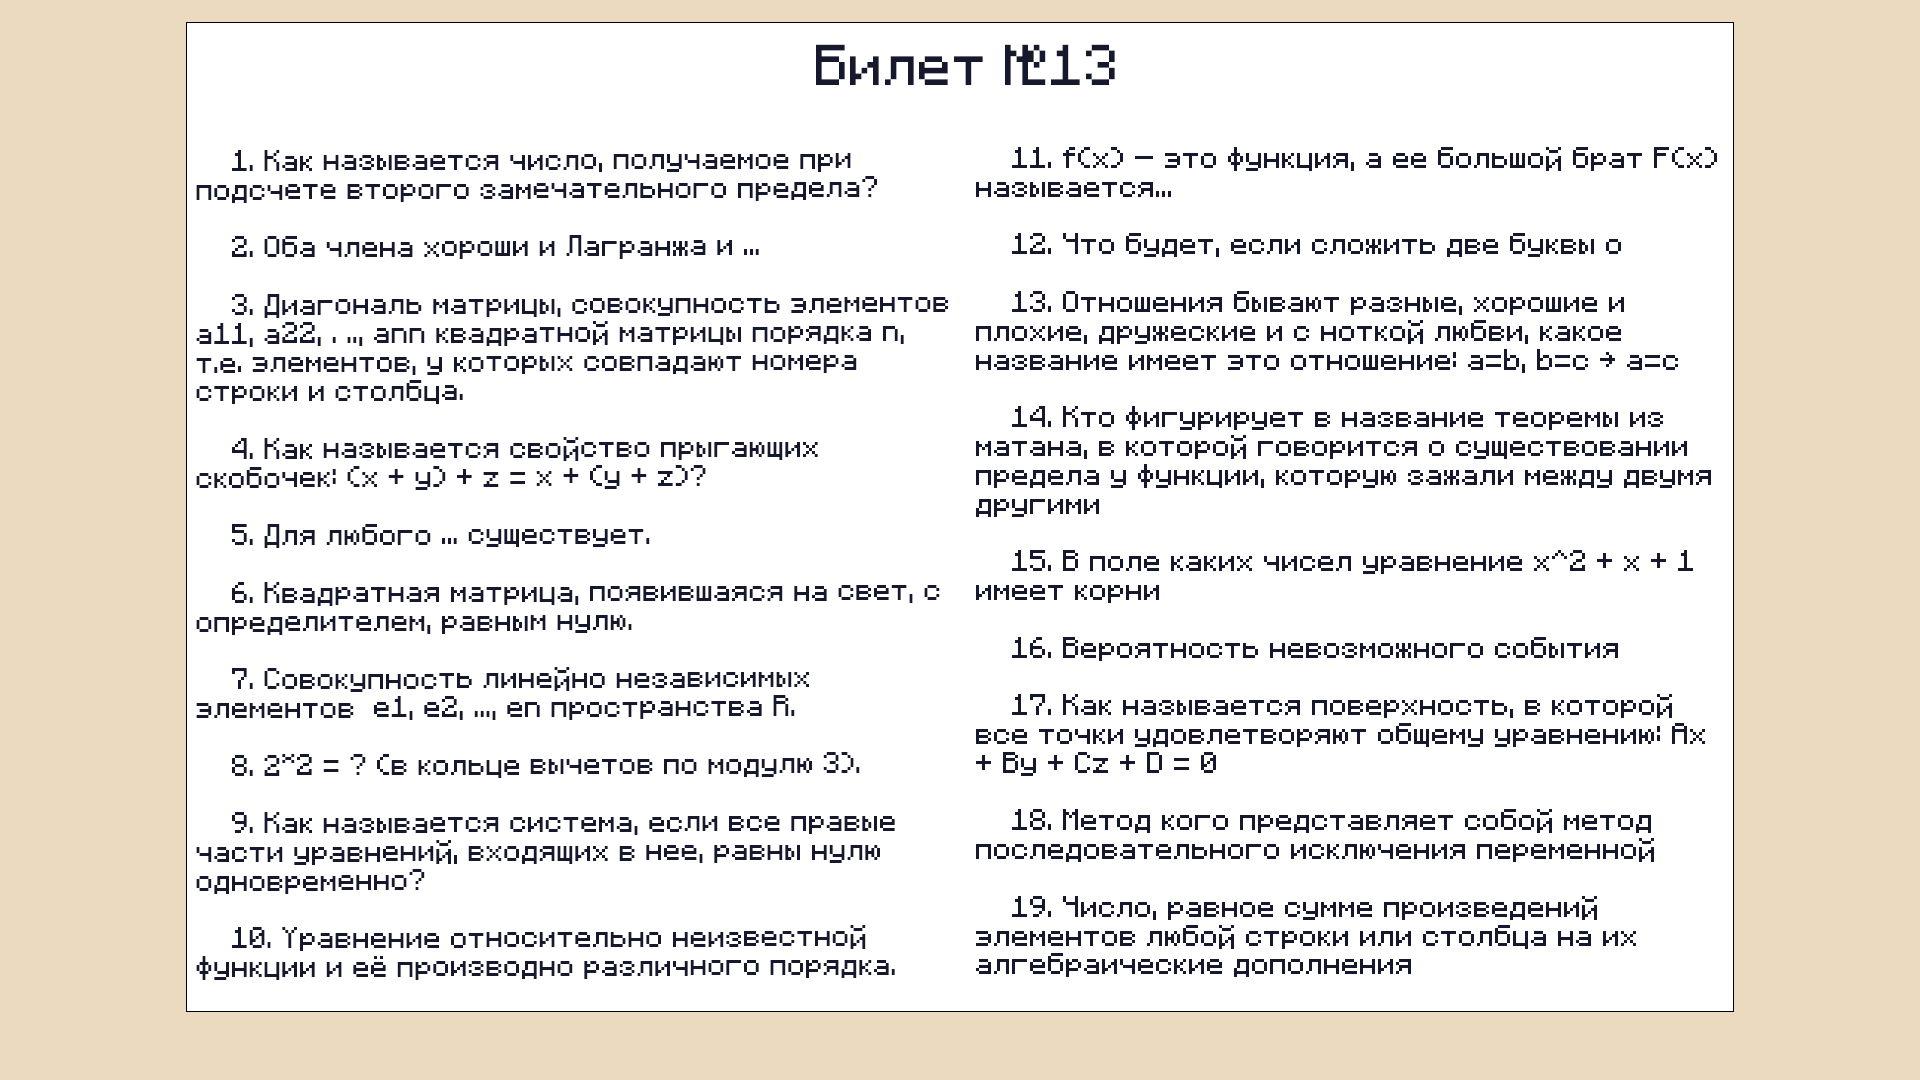 Билет №13
1. Как называется число, получаемое при
подсчете второго замечательного предела?
2. Оба члена хороши и Лагранжа и ...
3. Диагональ матрицы, совокупность элементов
a11, a22, . .., ann квадратной матрицы порядка n,
т.е. элементов, у которых совпадают номера
строки и столбца.
4. Как называется свойство прыгающих
скобочек: (x + y) + z = x + (y + z)?
5. Для любого ... существует.
6. Квадратная матрица, появившаяся на свет, с
определителем, равным нулю.
7. Совокупность линейно независимых
элементов  e1, e2, ..., en пространства R.
8. 2*2 = ? (в кольце вычетов по модулю 3).
9. Как называется система, если все правые
части уравнений, входящих в нее, равны нулю
одновременно?
10. Уравнение относительно неизвестной
функции и её производно различного порядка.
11. f(x) – это функция, а ее большой брат F(x)
называется...
12. Что будет, если сложить две буквы о
13. Отношения бывают разные, хорошие и
плохие, дружеские и с ноткой любви, какое
название имеет это отношение: a=b, b=c → a=c
14. Кто фигурирует в название теоремы из
матана, в которой говорится о существовании
предела у функции, которую зажали между двумя
другими
15. В поле каких чисел уравнение x^2 + x + 1
имеет корни
16. Вероятность невозможного события
17. Как называется поверхность, в которой
все точки удовлетворяют общему уравнению: Ax
+ By + Cz + D = 0
18. Метод кого представляет собой метод
последовательного исключения переменной
19. Число, равное сумме произведений
элементов любой строки или столбца на их
алгебраические дополнения